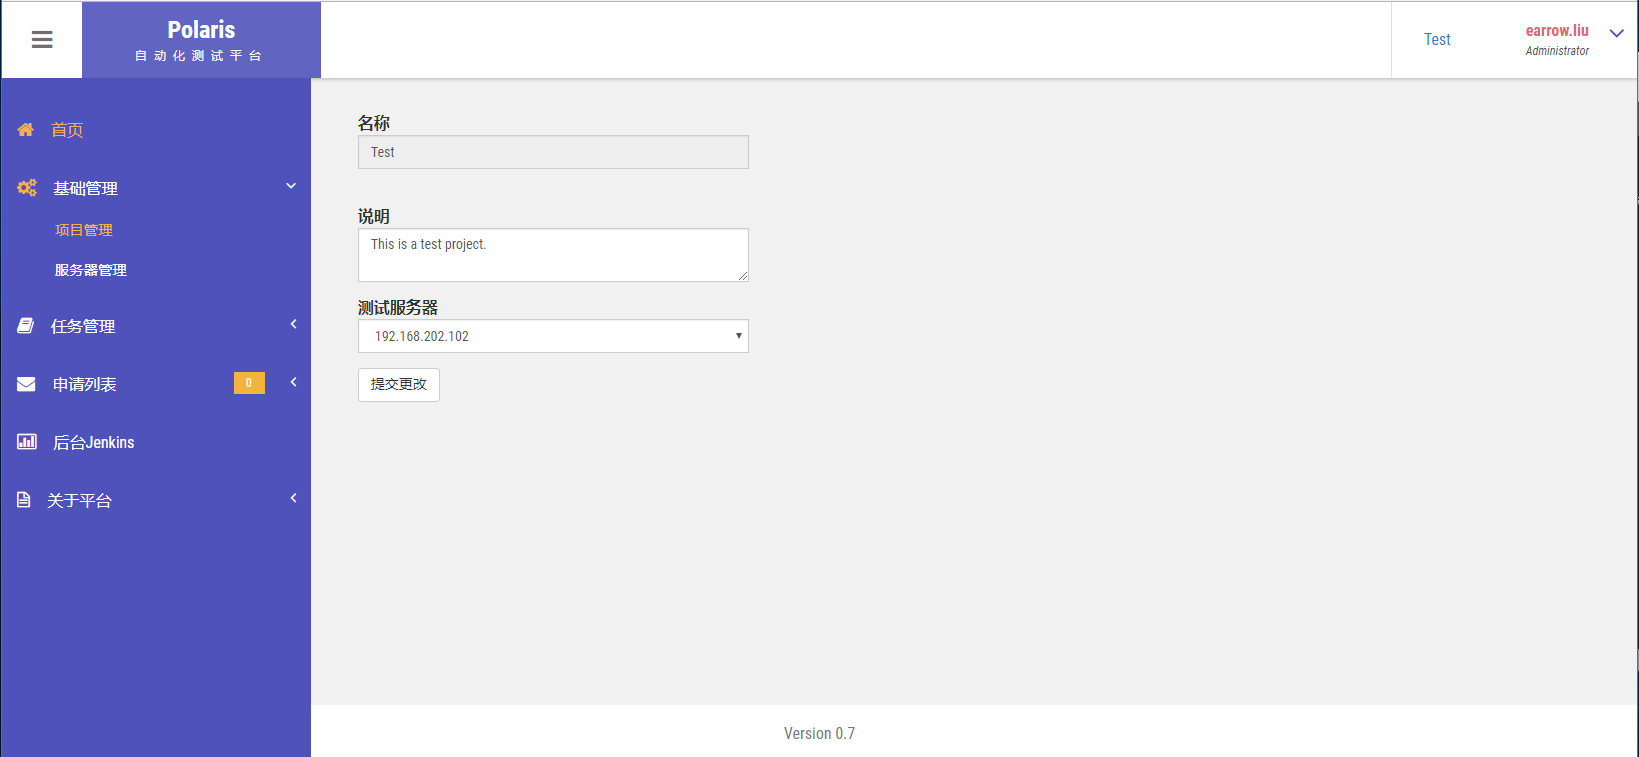 Polaris
自动化测试平台
Test
earrow.liu
Administrator
首页
基础管理
项目管理
服务器管理
任务管理
申请列表 0
后台Jenkins
关于平台
名称
Test
说明
This is a test project.
测试服务器
192.168.202.102
提交更改
Version 0.7